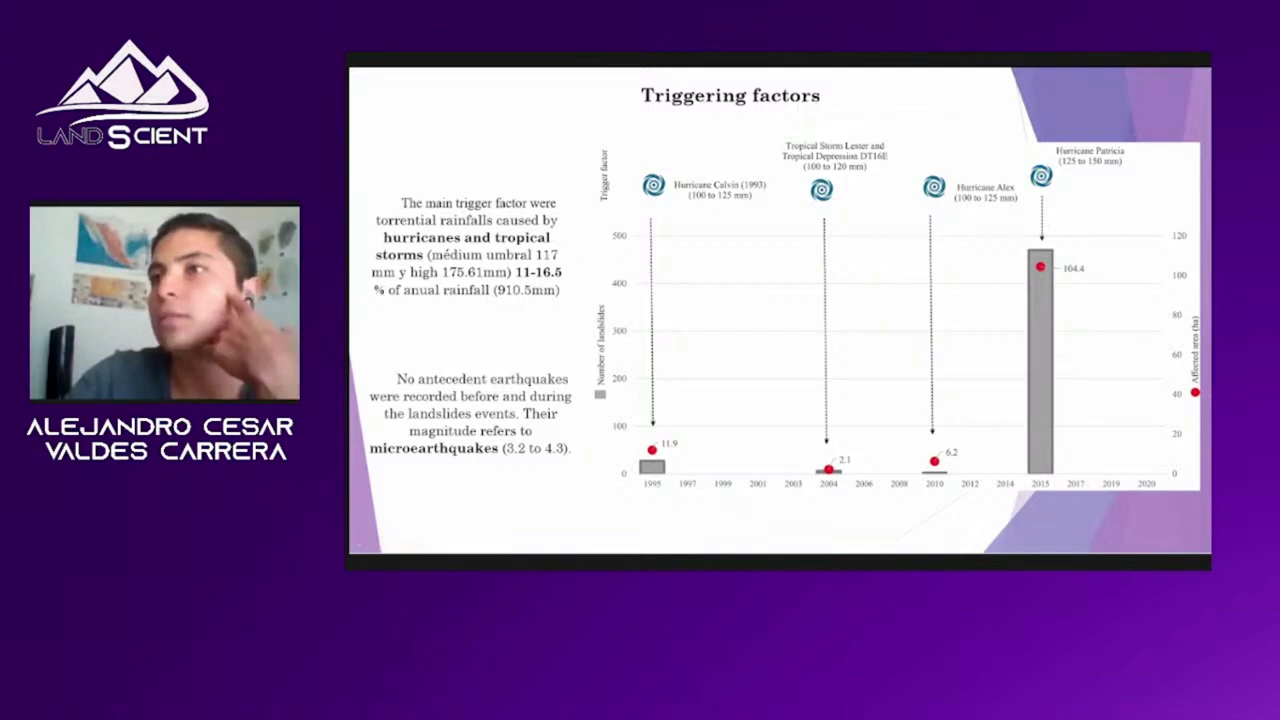 LANDSCIENT
ALEJANDRO CESAR
VALDES CARRERA
Triggering factors
The main trigger factor were
torrential rainfalls caused by
hurricanes and tropical
storms (médium umbral 117
mm y high 175.61mm) 11-16.5
% of anual rainfall (910.5mm)
No antecedent earthquakes
were recorded before and during
the landslides events. Their
magnitude refers to
microearthquakes (3.2 to 4.3).
Trigger factor
Hurricane Calvin (1993)
(100 to 125 mm)
Tropical Storm Lester and
Tropical Depression DT16E
(100 to 120 mm)
Hurricane Alex
(100 to 125 mm)
Hurricane Patricia
(125 to 150 mm)
Number of landslides
500
400
300
200
100
0
11.9
2.1
6.2
104.4
120
100
80
60
40
20
0
Affected area (ha)
1995 1997 1999 2001 2003 2004 2006 2008 2010 2012 2014 2015 2017 2019 2020